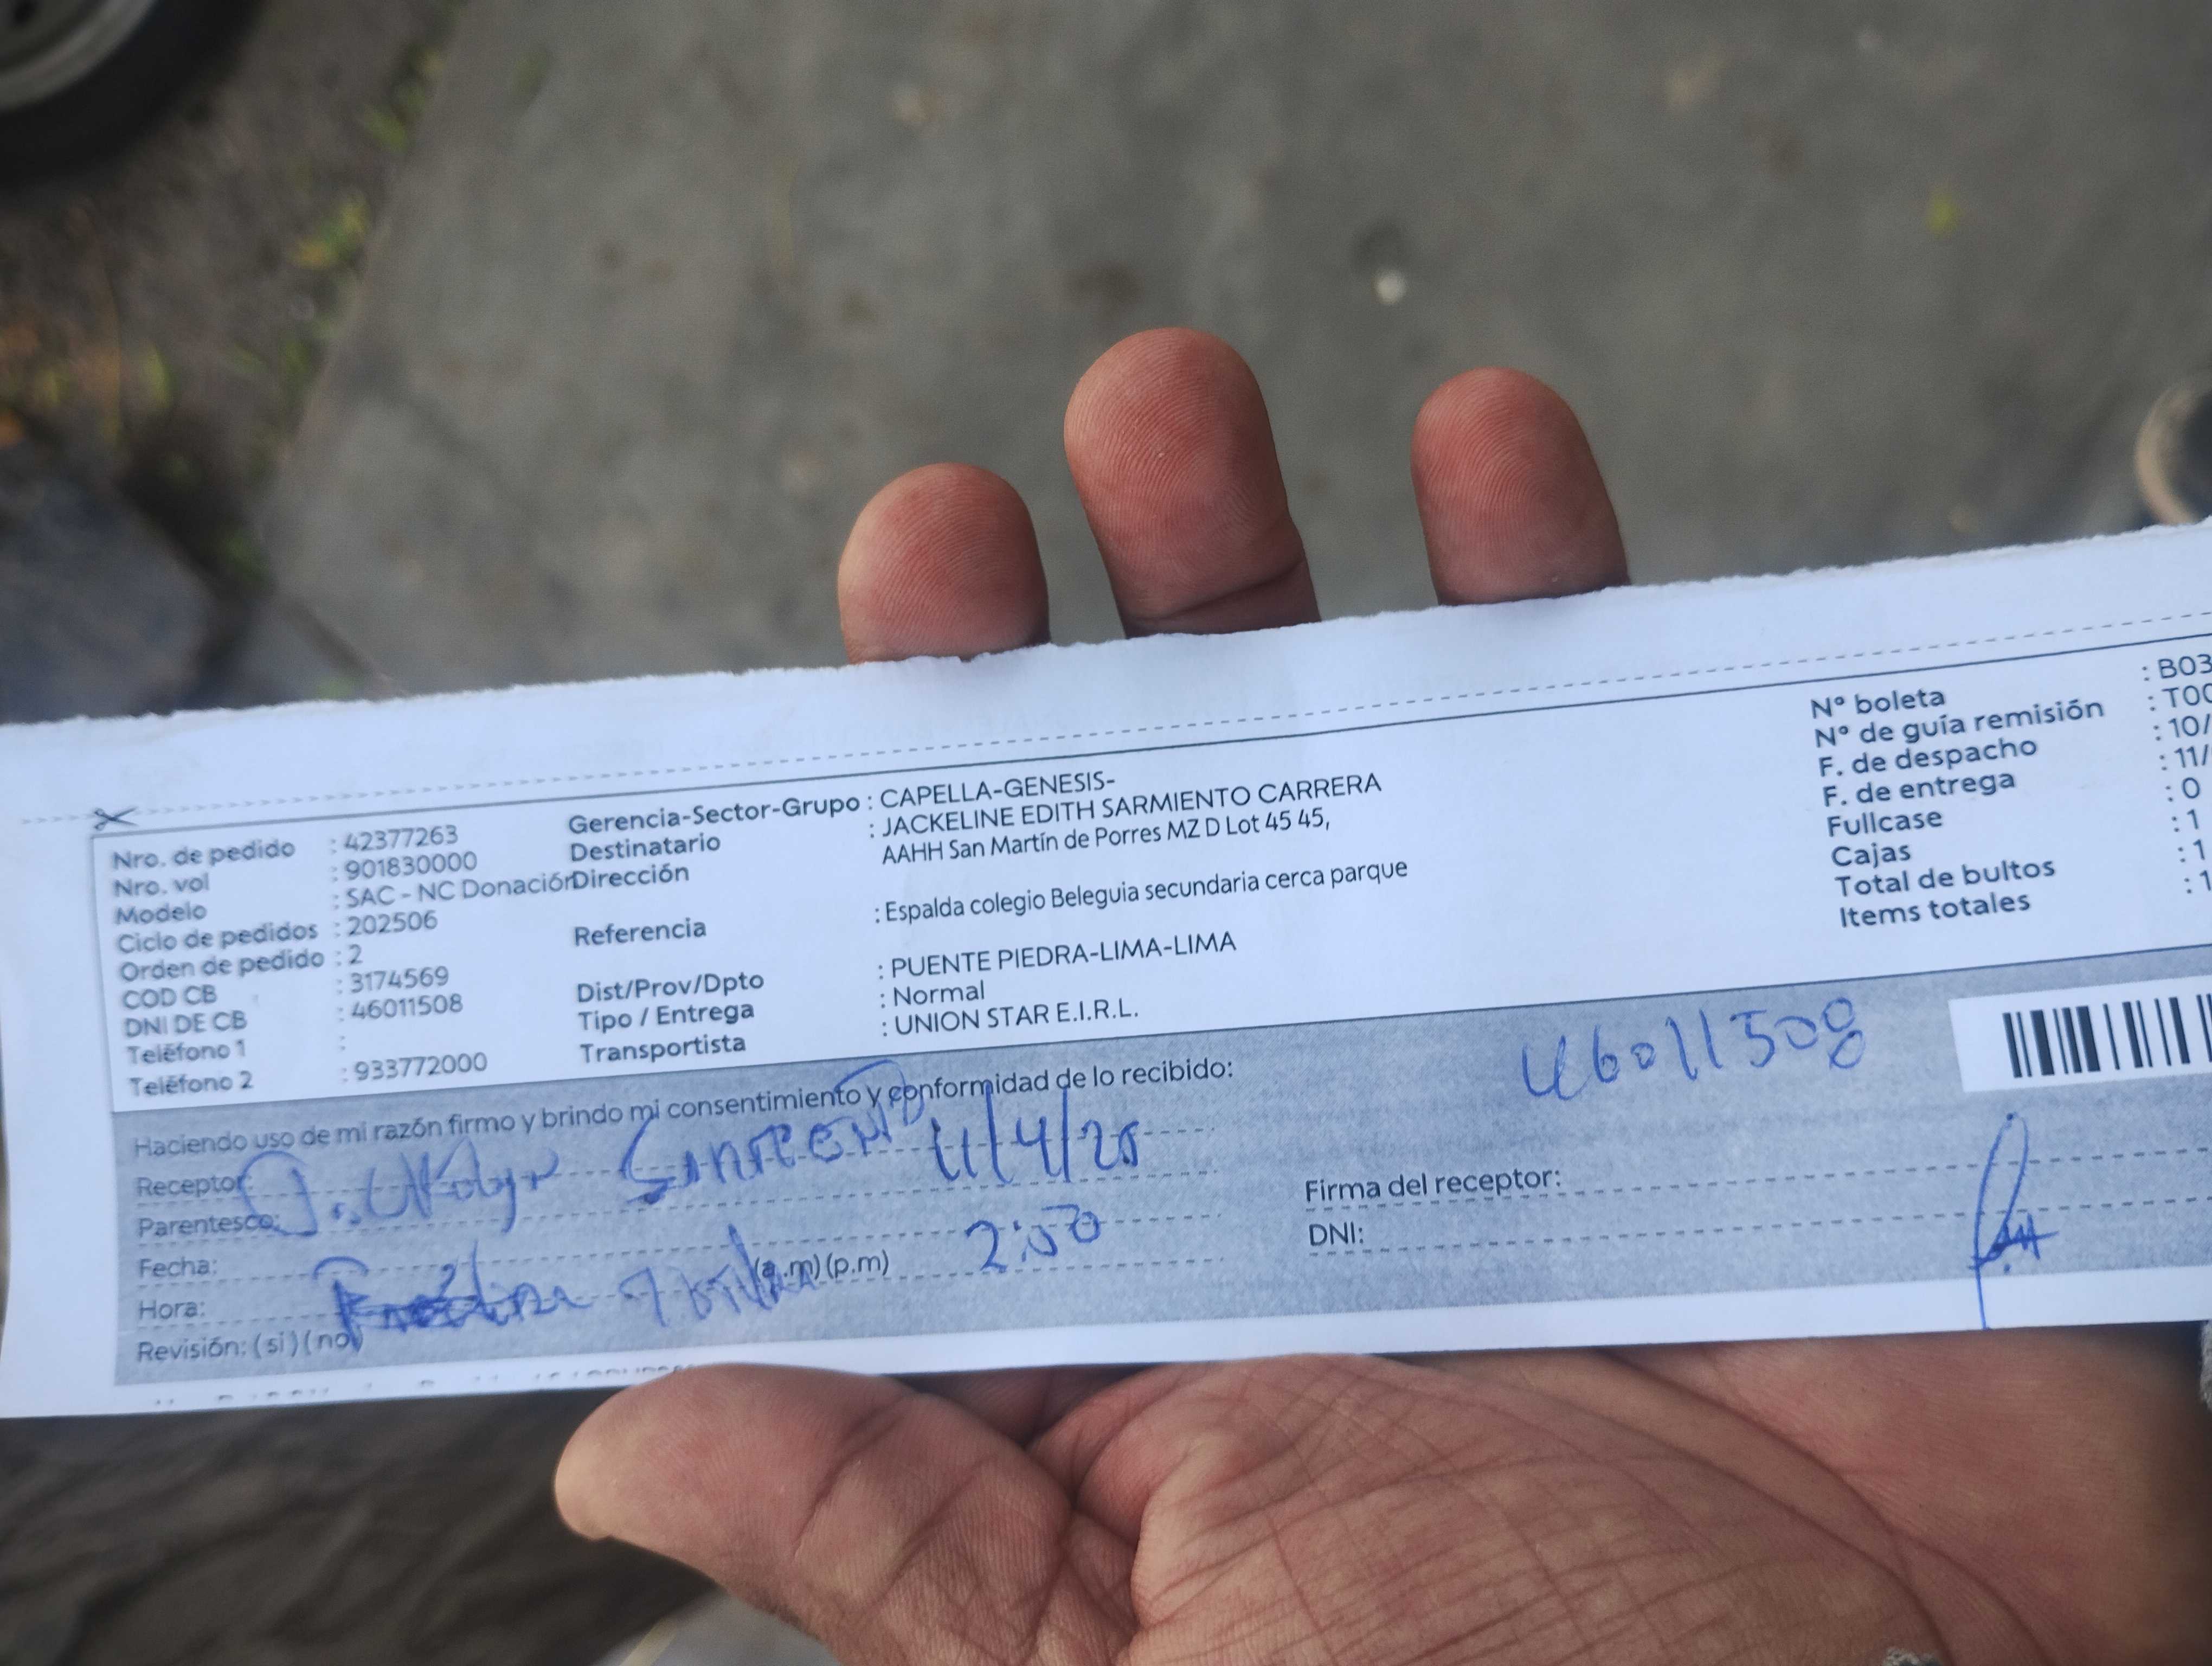 Nro. de pedido : 42377263
Nro. vol : 901830000
Modelo : SAC - NC Donación
Ciclo de pedidos : 202506
Orden de pedido : 2
COD CB : 3174569
DNI DE CB : 46011508
Teléfono 1 :
Teléfono 2 : 933772000
Gerencia-Sector-Grupo : CAPELLA-GENESIS-
Destinatario : JACKELINE EDITH SARMIENTO CARRERA
Dirección AAHH San Martín de Porres MZ D Lot 45 45,
Referencia : Espalda colegio Beleguia secundaria cerca parque
Dist/Prov/Dpto : PUENTE PIEDRA-LIMA-LIMA
Tipo / Entrega : Normal
Transportista : UNION STAR E.I.R.L.
N° boleta : B03
N° de guía remisión : T00
F. de despacho : 10/
F. de entrega : 11/
Fullcase : 0
Cajas : 1
Total de bultos : 1
Items totales : 1
Haciendo uso de mi razón firmo y brindo mi consentimiento y conformidad de lo recibido:
46011508
Receptor:
Parentesco: 11/4/25
Fecha:
Hora: (a.m) (p.m) 2:00
Revisión: (si) (no)
Firma del receptor:
DNI: